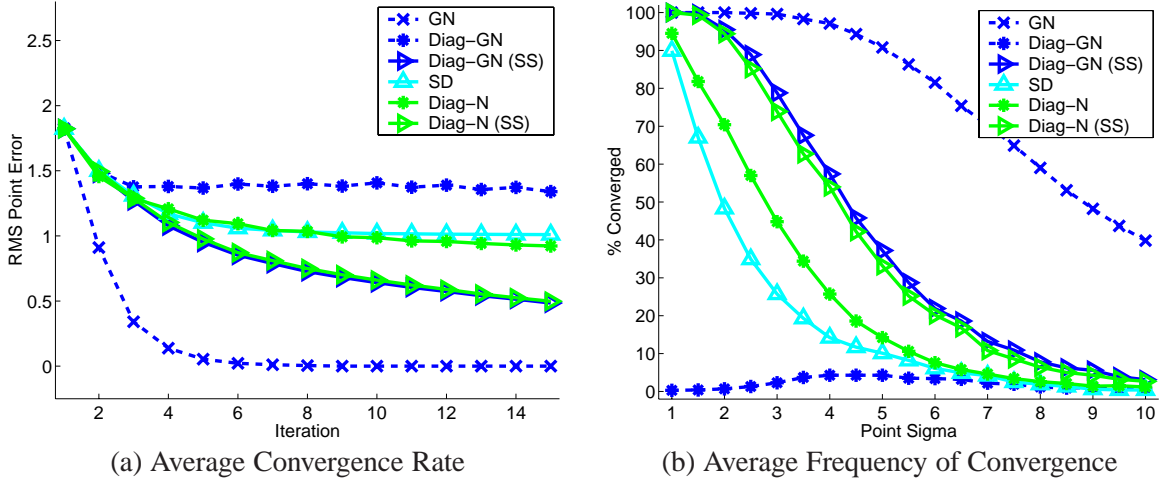 GN
Diag-GN
Diag-GN (SS)
SD
Diag-N
Diag-N (SS)
2.5
2
1.5
1
0.5
0
RMS Point Error
2 4 6 8 10 12 14
Iteration
(a) Average Convergence Rate
GN
Diag-GN
Diag-GN (SS)
SD
Diag-N
Diag-N (SS)
100
90
80
70
60
50
40
30
20
10
0
% Converged
1 2 3 4 5 6 7 8 9 10
Point Sigma
(b) Average Frequency of Convergence